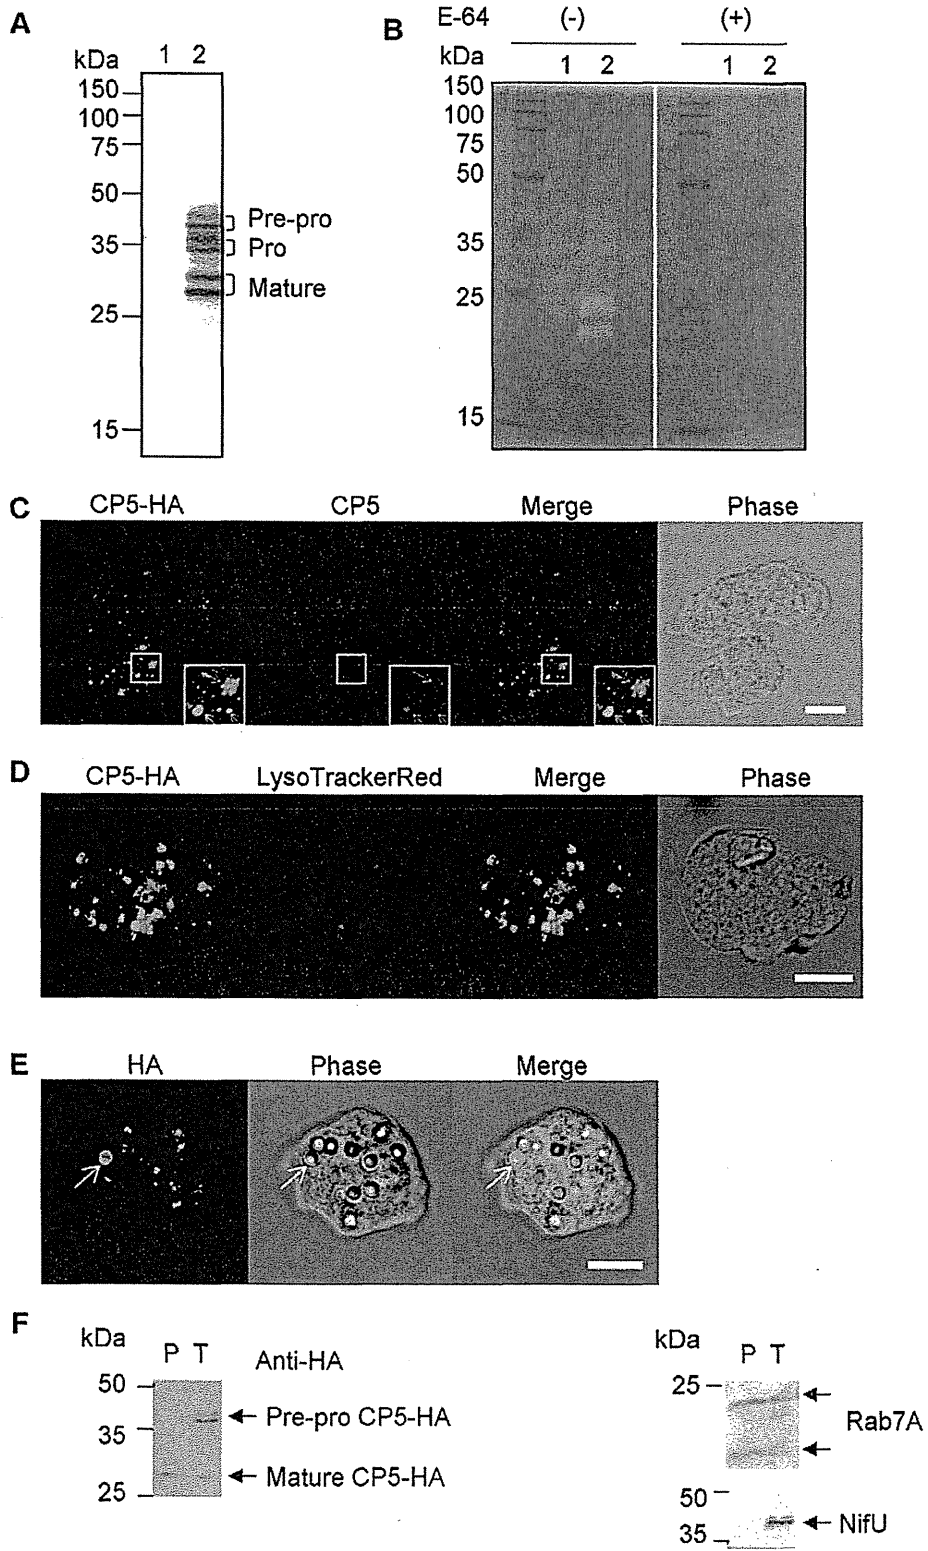 A
1 2
kDa
150
100
75
50
35
25
15
Pre-pro
Pro
Mature
B
E-64 (-) (+)
kDa 1 2 1 2
150
100
75
50
35
25
15
C
CP5-HA CP5 Merge Phase
D
CP5-HA LysoTrackerRed Merge Phase
E
HA Phase Merge
F
kDa P T Anti-HA
50
35
25
Pre-pro CP5-HA
Mature CP5-HA
kDa P T
25
Rab7A
50
35
NifU